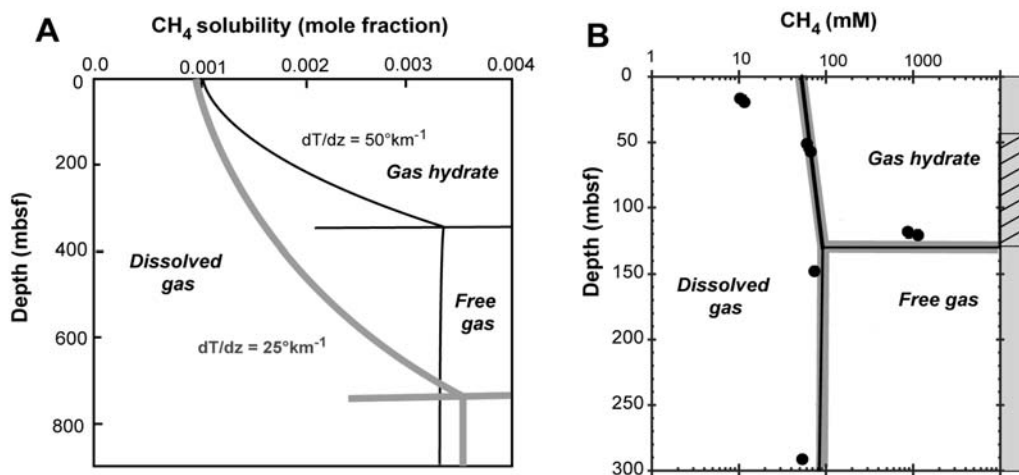 A
CH4 solubility (mole fraction)
0.0 0.001 0.002 0.003 0.004
0
200
400
600
800
Depth (mbsf)
dT/dz = 50°km-1
Gas hydrate
Dissolved
gas
Free
gas
dT/dz = 25°km-1
B
CH4 (mM)
1 10 100 1000
0
50
100
150
200
250
300
Depth (mbsf)
Gas hydrate
Dissolved
gas
Free gas